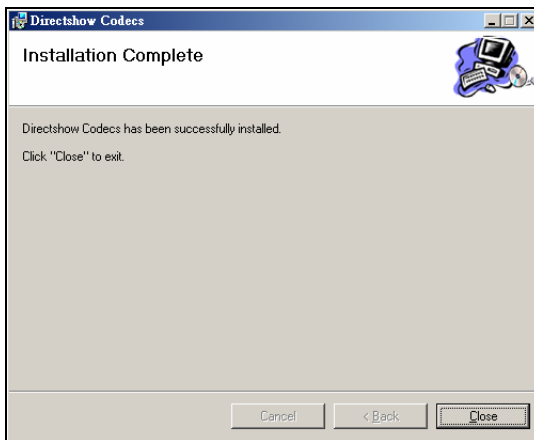 Directshow Codecs
Installation Complete
Directshow Codecs has been successfully installed.
Click "Close" to exit.
Cancel < Back Close